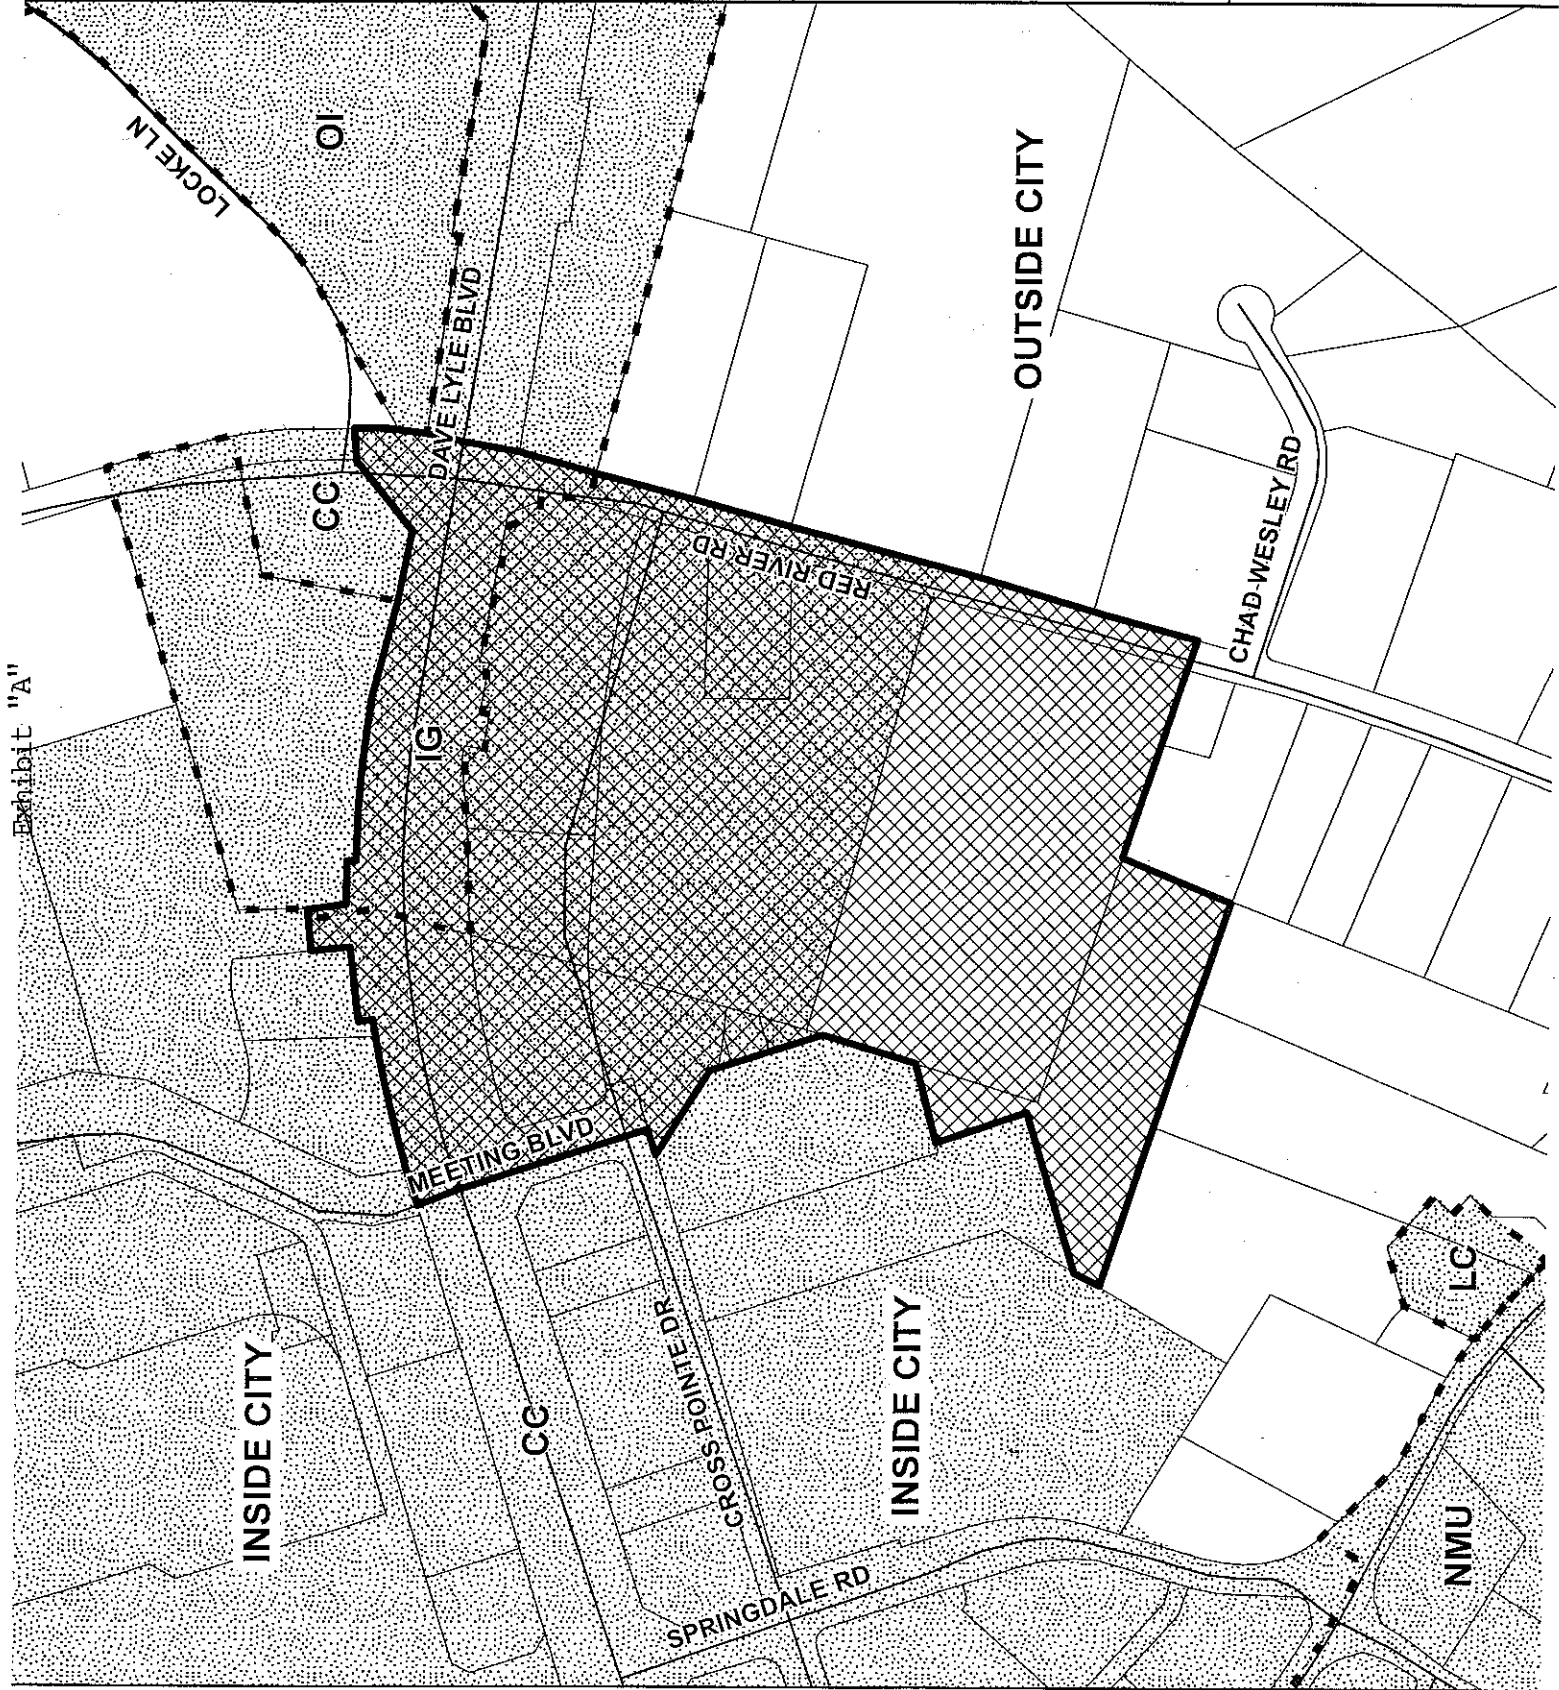 Exhibit "A"
LOCKE LN
OI
DAVE LYLE BLVD
CC
OUTSIDE CITY
RED RIVER RD
CHAD WESLEY RD
IG
MEETING BLVD
INSIDE CITY
CC
CROSS POINTE DR
INSIDE CITY
LC
SPRINGDALE RD
NMU